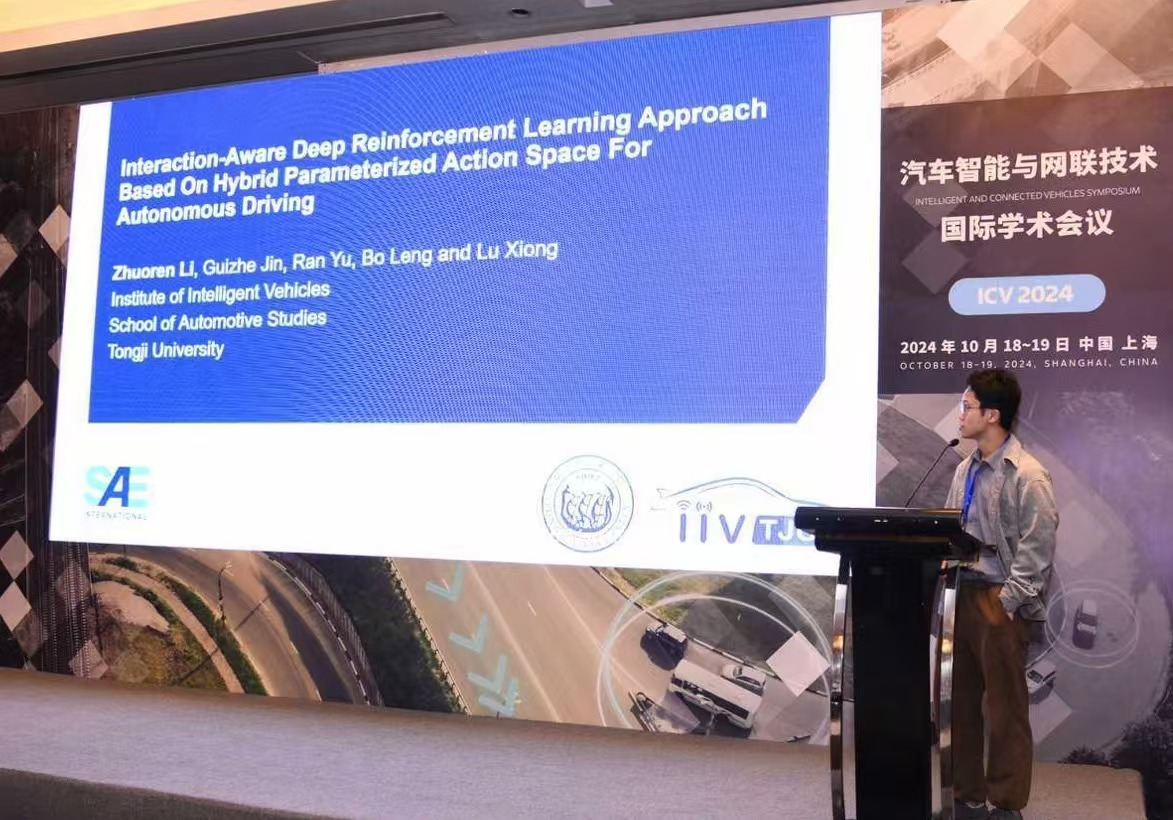 Interaction-Aware Deep Reinforcement Learning Approach
Based On Hybrid Parameterized Action Space For
Autonomous Driving
Zhuoren Li, Guizhe Jin, Ran Yu, Bo Leng and Lu Xiong
Institute of Intelligent Vehicles
School of Automotive Studies
Tongji University
SAE
INTERNATIONAL
IIV TJU
汽车智能与网联技术
INTELLIGENT AND CONNECTED VEHICLES SYMPOSIUM
国际学术会议
ICV 2024
2024 年 10 月 18~19 日 中国 上海
OCTOBER 18-19, 2024, SHANGHAI, CHINA